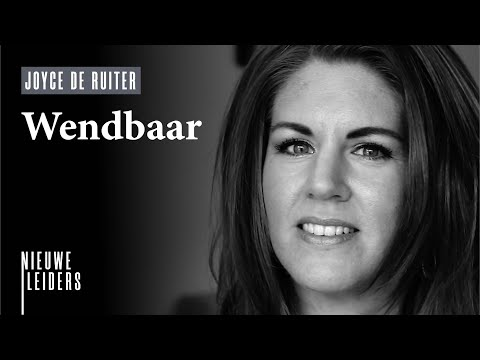 JOYCE DE RUITER
Wendbaar
NIEUWE
LEIDERS